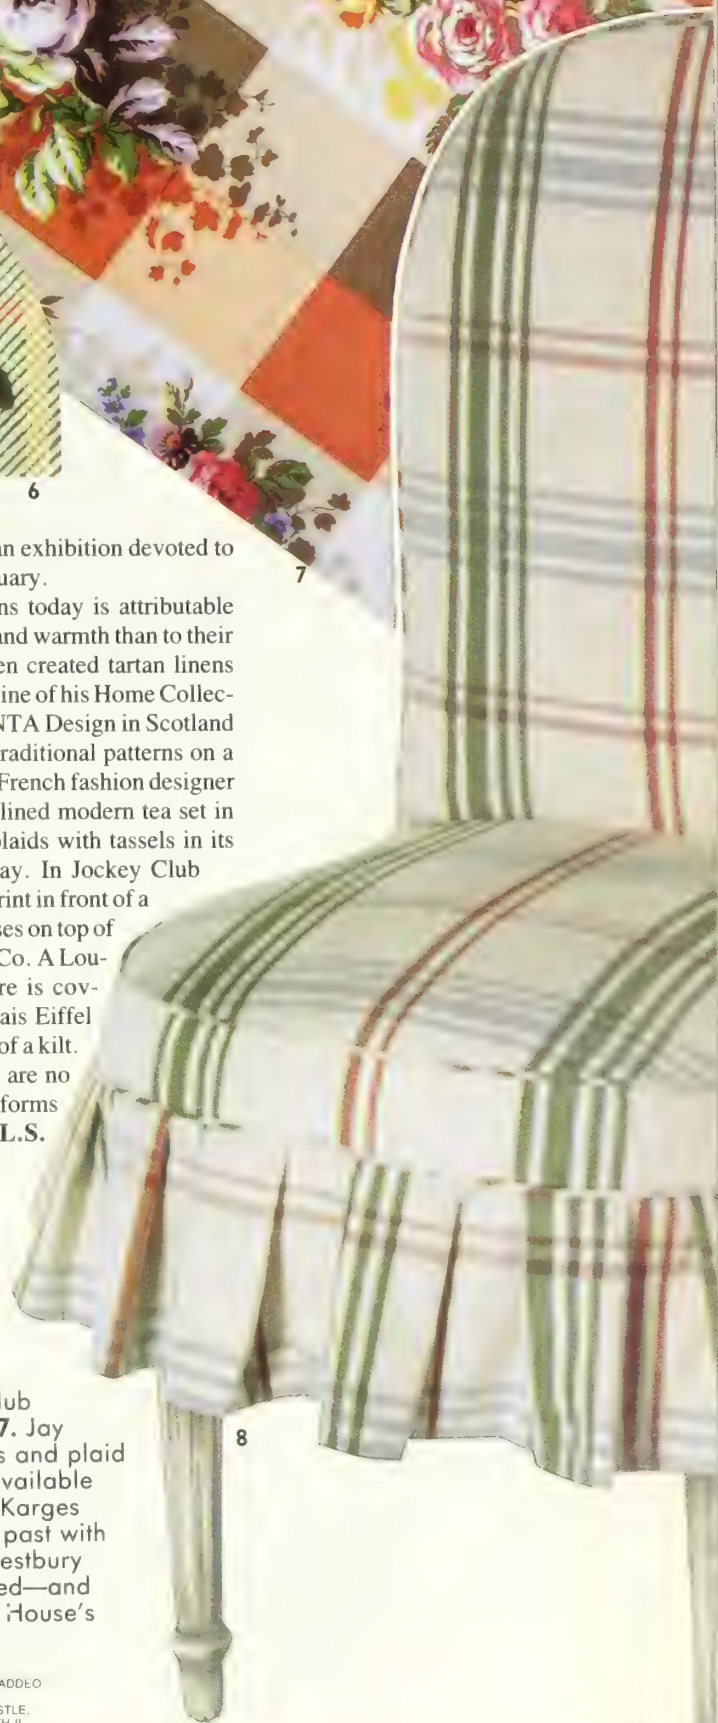 6
7
an exhibition devoted to
uary.
ns today is attributable
and warmth than to their
en created tartan linens
ine of his Home Collec-
NTA Design in Scotland
raditional patterns on a
French fashion designer
lined modern tea set in
plaids with tassels in its
ay. In Jockey Club
rint in front of a
ses on top of
Co. A Lou-
re is cov-
ais Eiffel
of a kilt.
are no
forms
L.S.
lub
7. Jay
s and plaid
vailable
Karges
past with
estbury
ed—and
House's
8
ADDEO
STLE,